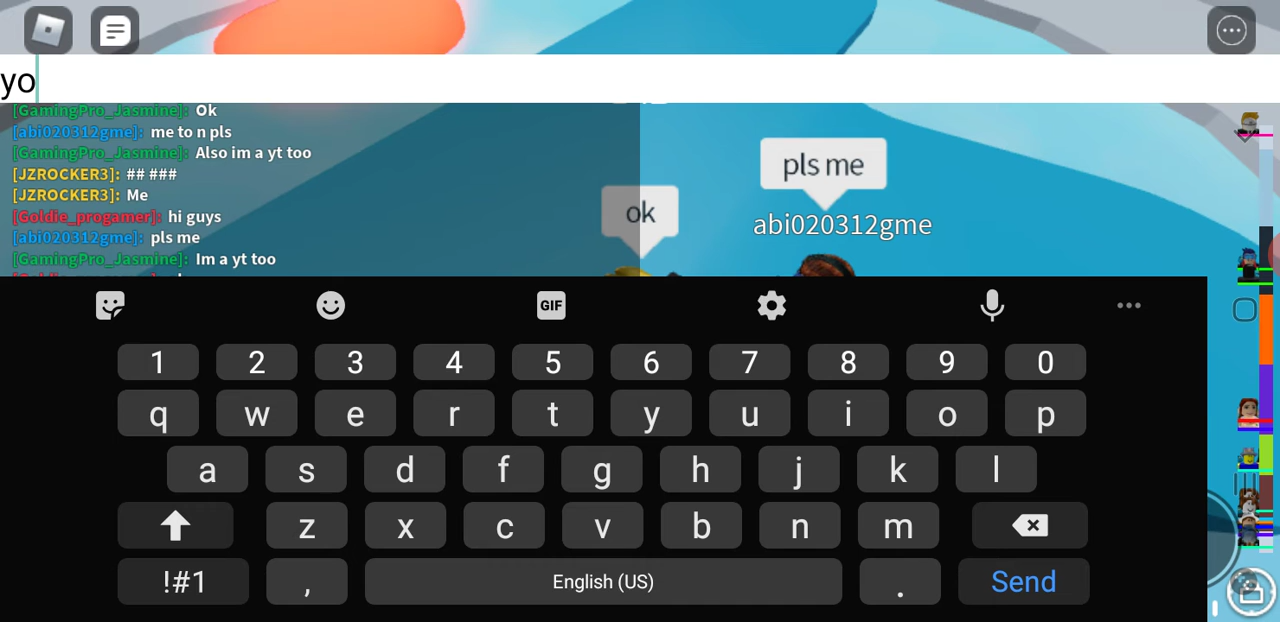 yo
[GamingPro_Jasmine]: Ok
[abi020312gme]: me to n pls
[GamingPro_Jasmine]: Also im a yt too
[JZROCKER3]: ## ###
[JZROCKER3]: Me
[Goldie_progamer]: hi guys
[abi020312gme]: pls me
[GamingPro_Jasmine]: Im a yt too
pls me
ok
abi020312gme
GIF
1 2 3 4 5 6 7 8 9 0
q w e r t y u i o p
a s d f g h j k l
z x c v b n m
!#1 , English (US) . Send